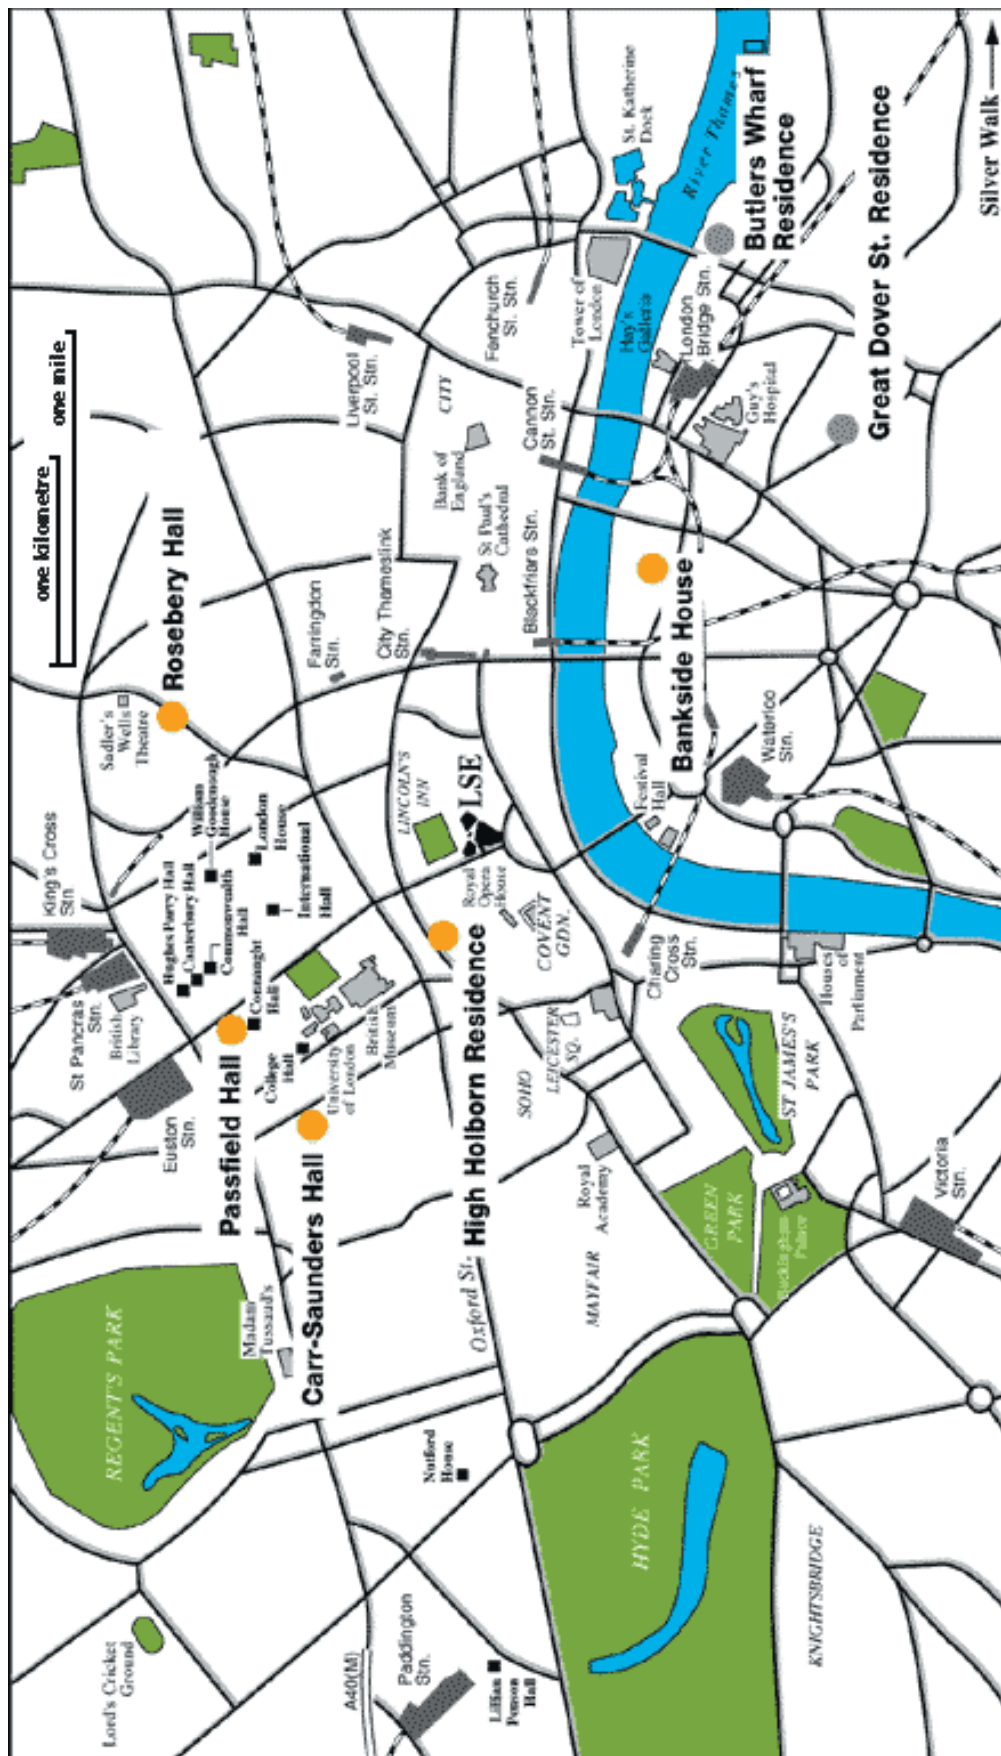 one kilometre
one mile
Lord's Cricket
Ground
REGENT'S PARK
Madam
Tussaud's
Euston
Stn.
St Pancras
Stn.
British
Library
King's Cross
Stn.
Hughes Parry Hall
Canterbury Hall
Commonwealth
Hall
William
Goodenough
House
London
House
International
Hall
Connaught
Hall
College
Hall
Sadler's
Wells
Theatre
Rosebery Hall
Passfield Hall
Carr-Saunders Hall
University
of London
British
Museum
Farringdon
Stn.
City Thameslink
Stn.
Liverpool
St. Stn.
A40(M)
Paddington
Stn.
Lillian
Penson
Hall
Nutford
House
Oxford St.
High Holborn Residence
LINCOLN'S
INN
LSE
Royal
Opera
House
COVENT
GDN.
SOHO
LEICESTER
SQ.
CITY
Bank of
England
St Paul's
Cathedral
Fenchurch
St. Stn.
Cannon
St. Stn.
Blackfriars Stn.
Tower of
London
St. Katherine
Dock
River Thames
Hay's
Galleria
London
Bridge Stn.
Guy's
Hospital
Butlers Wharf
Residence
Great Dover St. Residence
Bankside House
Festival
Hall
Waterloo
Stn.
Charing
Cross Stn.
Houses of
Parliament
ST JAMES'S
PARK
GREEN
PARK
Buckingham
Palace
Royal
Academy
MAYFAIR
HYDE PARK
KNIGHTSBRIDGE
Victoria
Stn.
Silver Walk